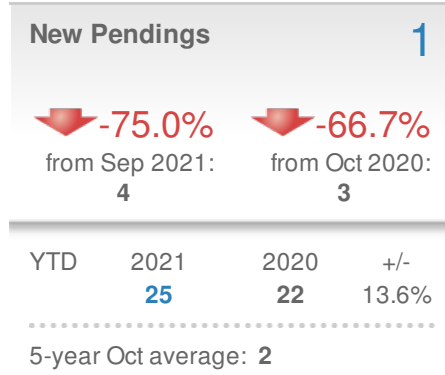 New Pendings 1
-75.0% -66.7%
from Sep 2021: from Oct 2020:
4 3
YTD 2021 2020 +/-
25 22 13.6%
5-year Oct average: 2